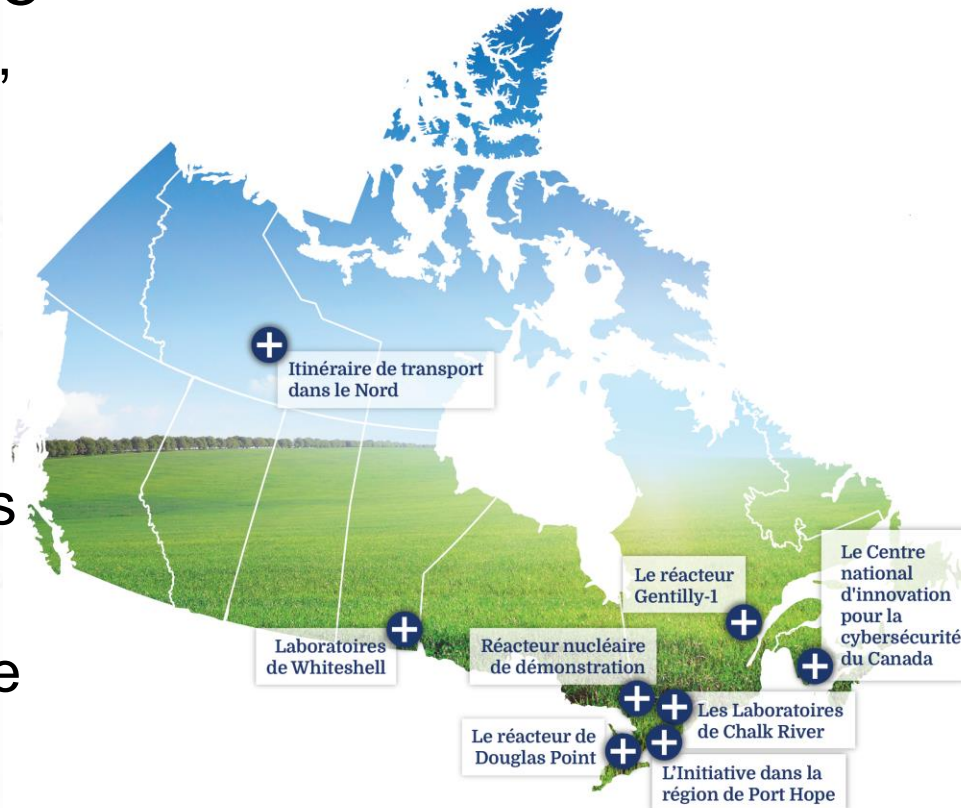 ,
s
e
Itinéraire de transport
dans le Nord
Laboratoires
de Whiteshell
Réacteur nucléaire
de démonstration
Le réacteur
Gentilly-1
Le Centre
national
d'innovation
pour la
cybersécurité
du Canada
Les Laboratoires
de Chalk River
Le réacteur de
Douglas Point
L'Initiative dans la
région de Port Hope